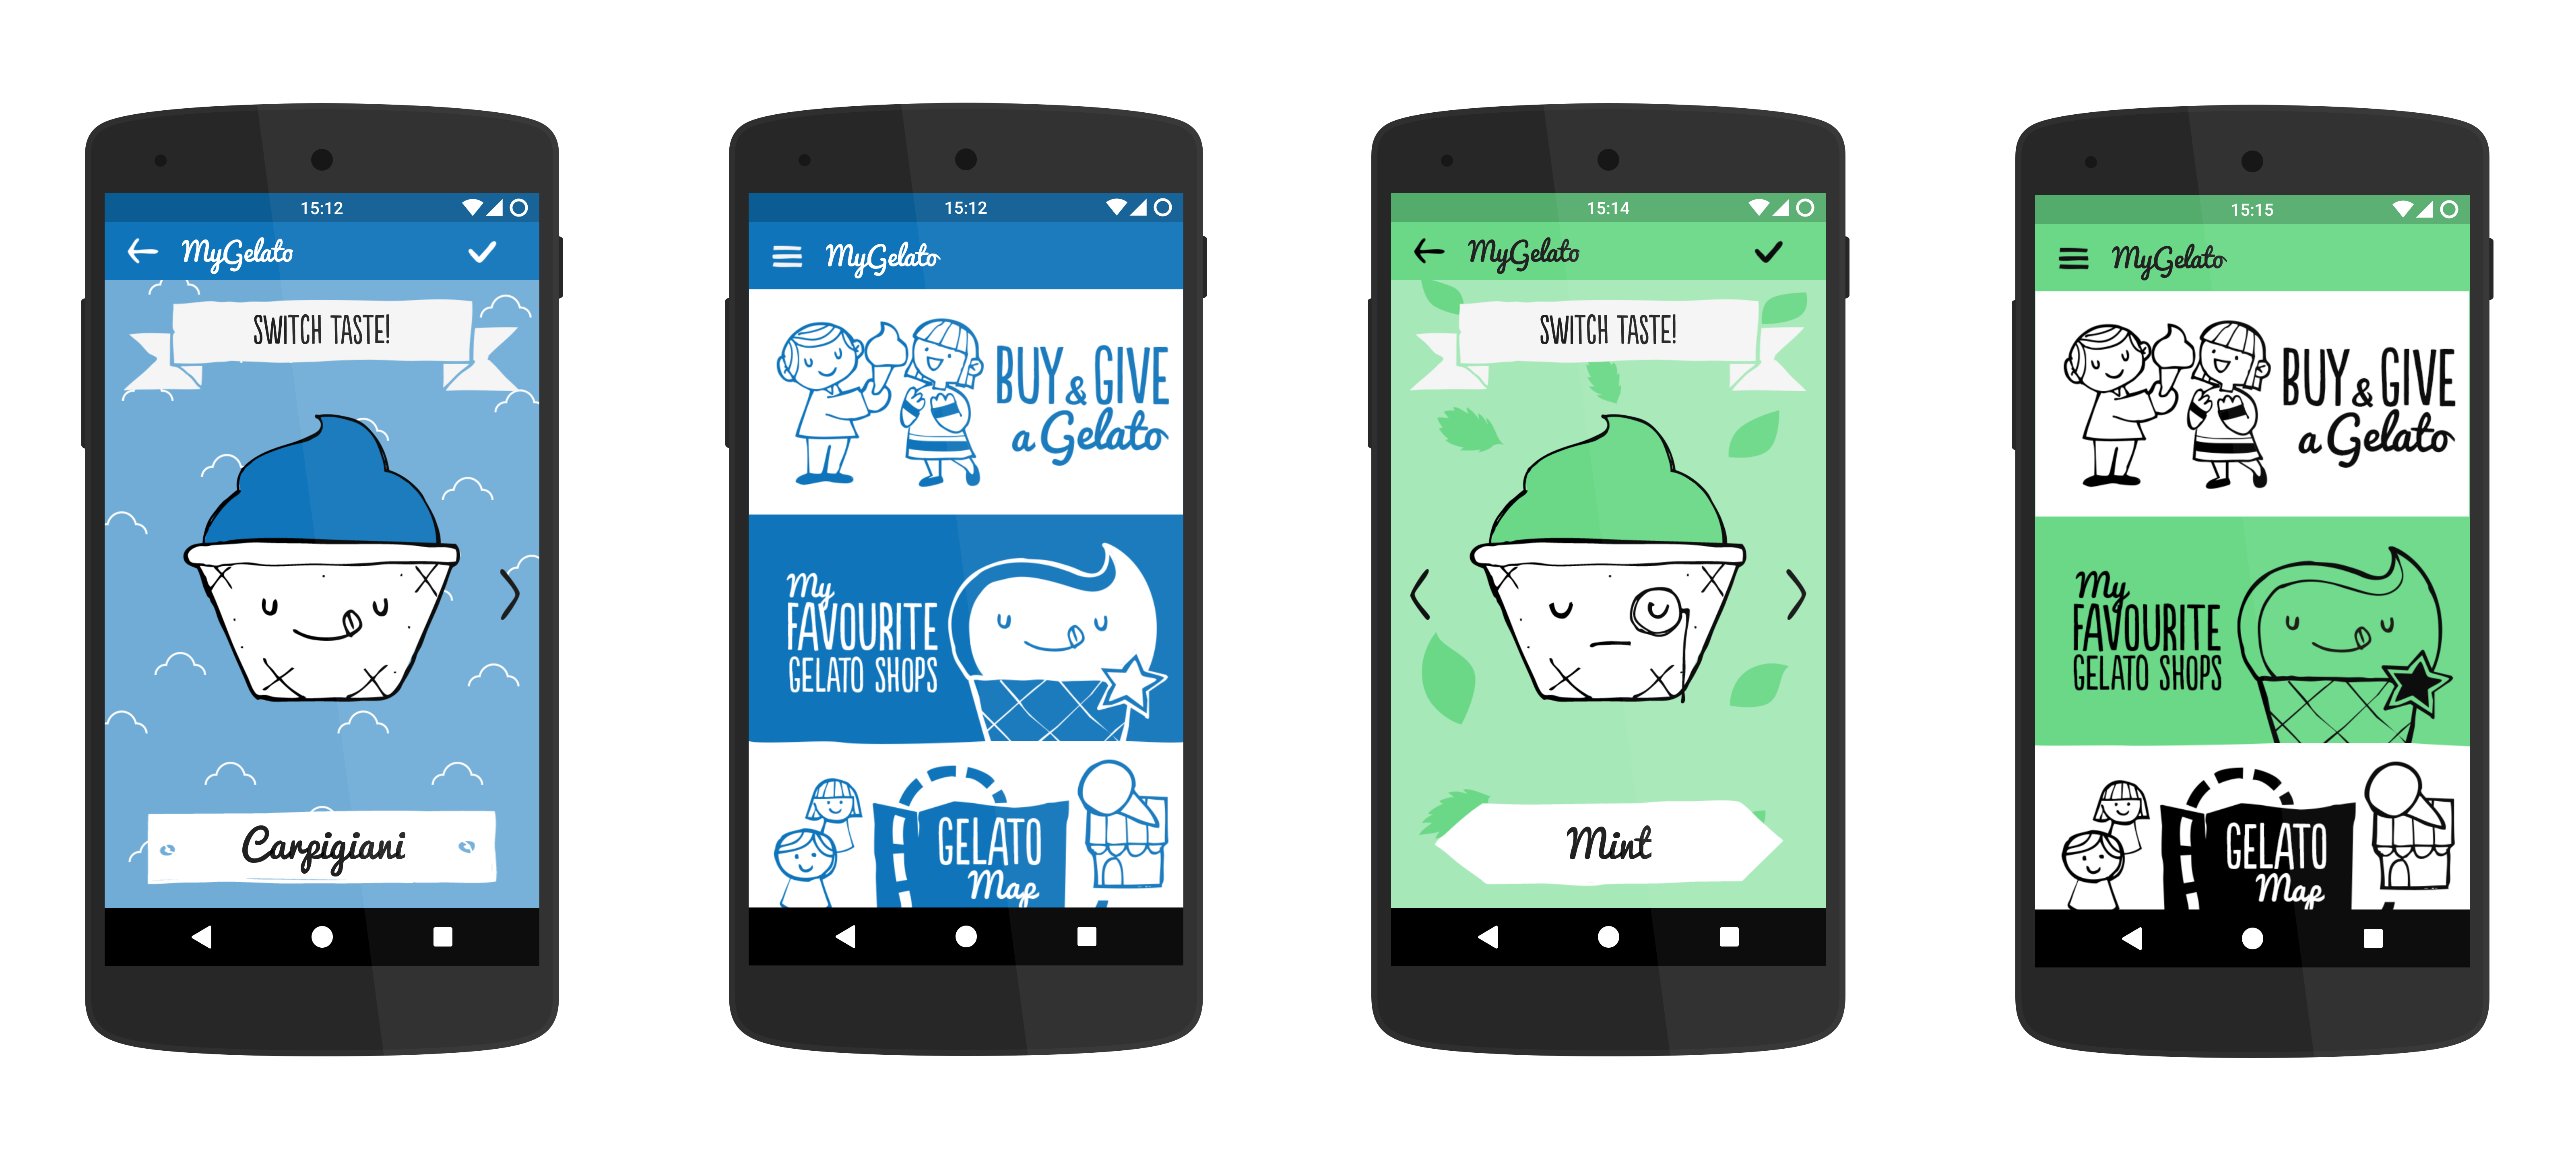 15:12
MyGelato
SWITCH TASTE!
Carpigiani
15:12
MyGelato
BUY & GIVE
a Gelato
My
FAVOURITE
GELATO SHOPS
GELATO
Map
15:14
MyGelato
SWITCH TASTE!
Mint
15:15
MyGelato
BUY & GIVE
a Gelato
My
FAVOURITE
GELATO SHOPS
GELATO
Map